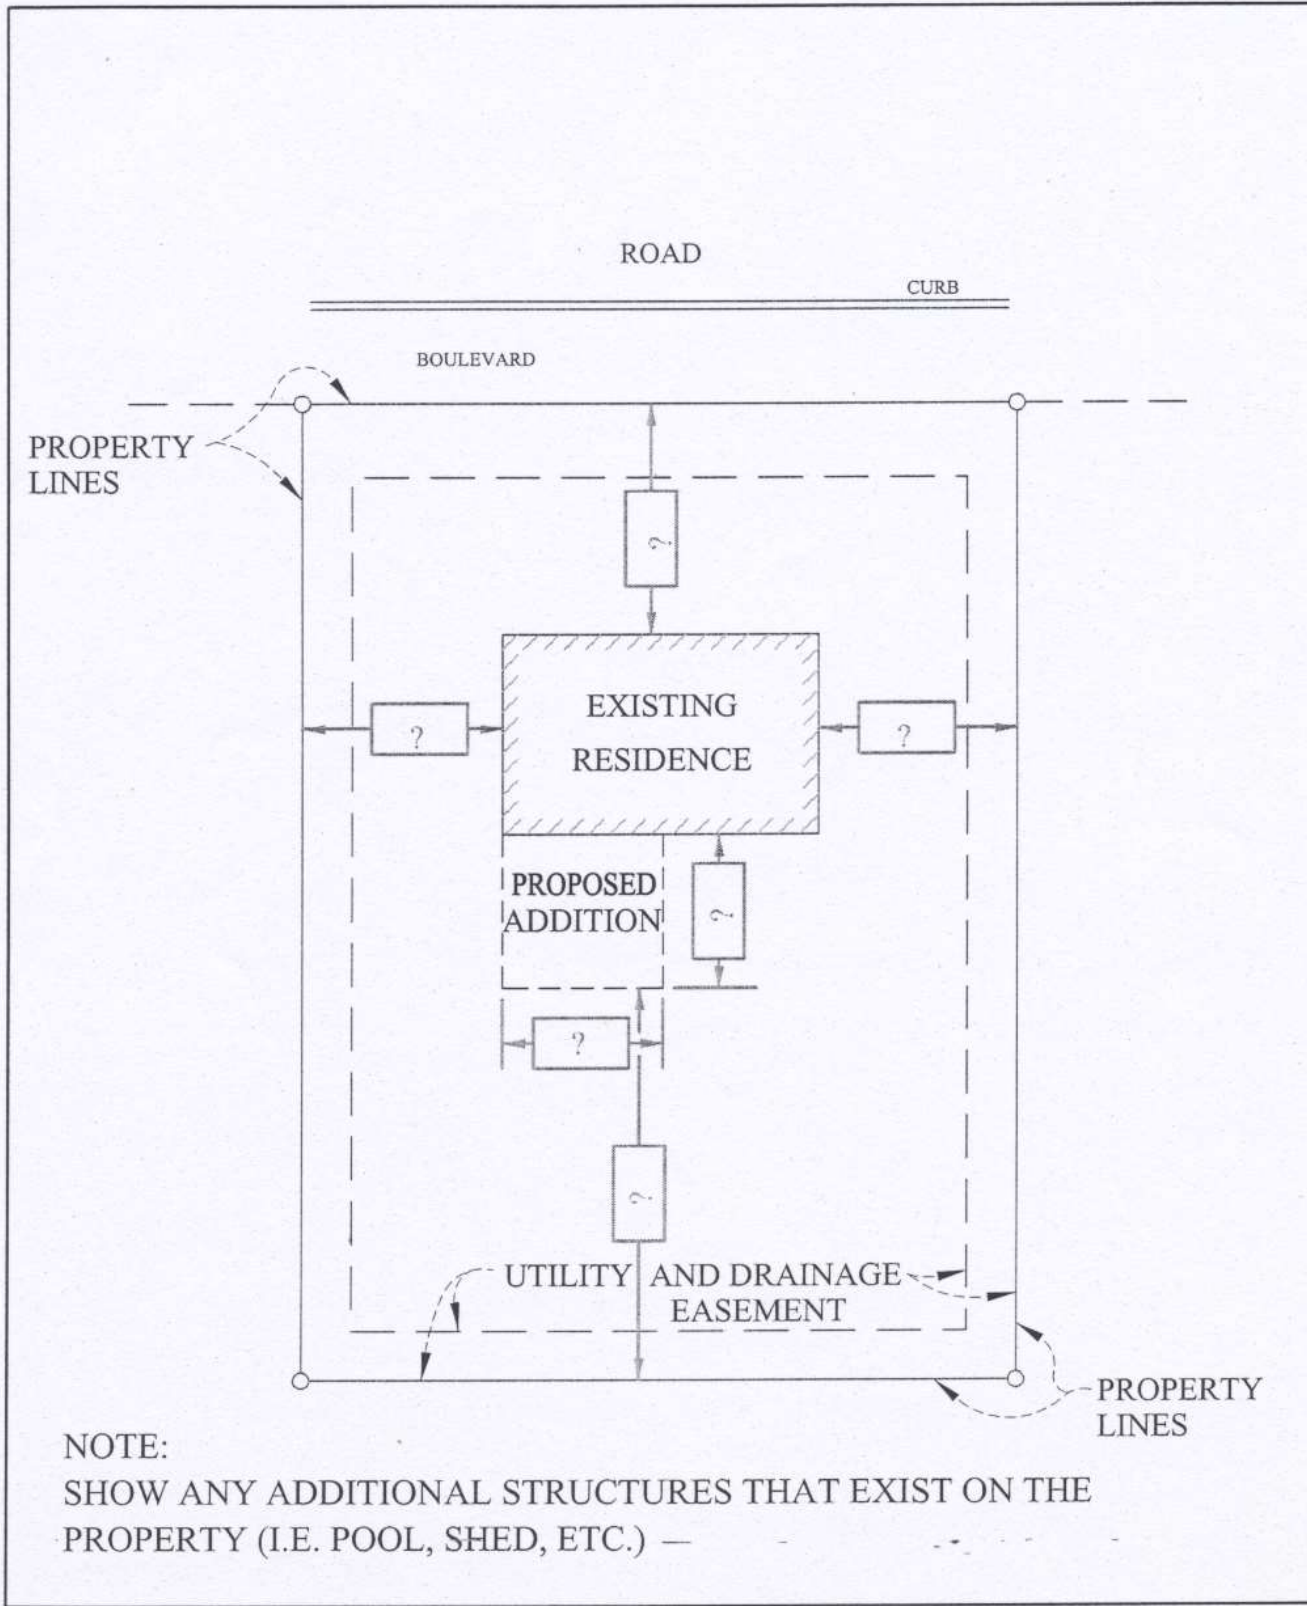 ROAD
CURB
BOULEVARD
PROPERTY
LINES
?
EXISTING
RESIDENCE
?
?
PROPOSED
ADDITION
?
?
?
UTILITY AND DRAINAGE
EASEMENT
PROPERTY
LINES
NOTE:
SHOW ANY ADDITIONAL STRUCTURES THAT EXIST ON THE
PROPERTY (I.E. POOL, SHED, ETC.) —